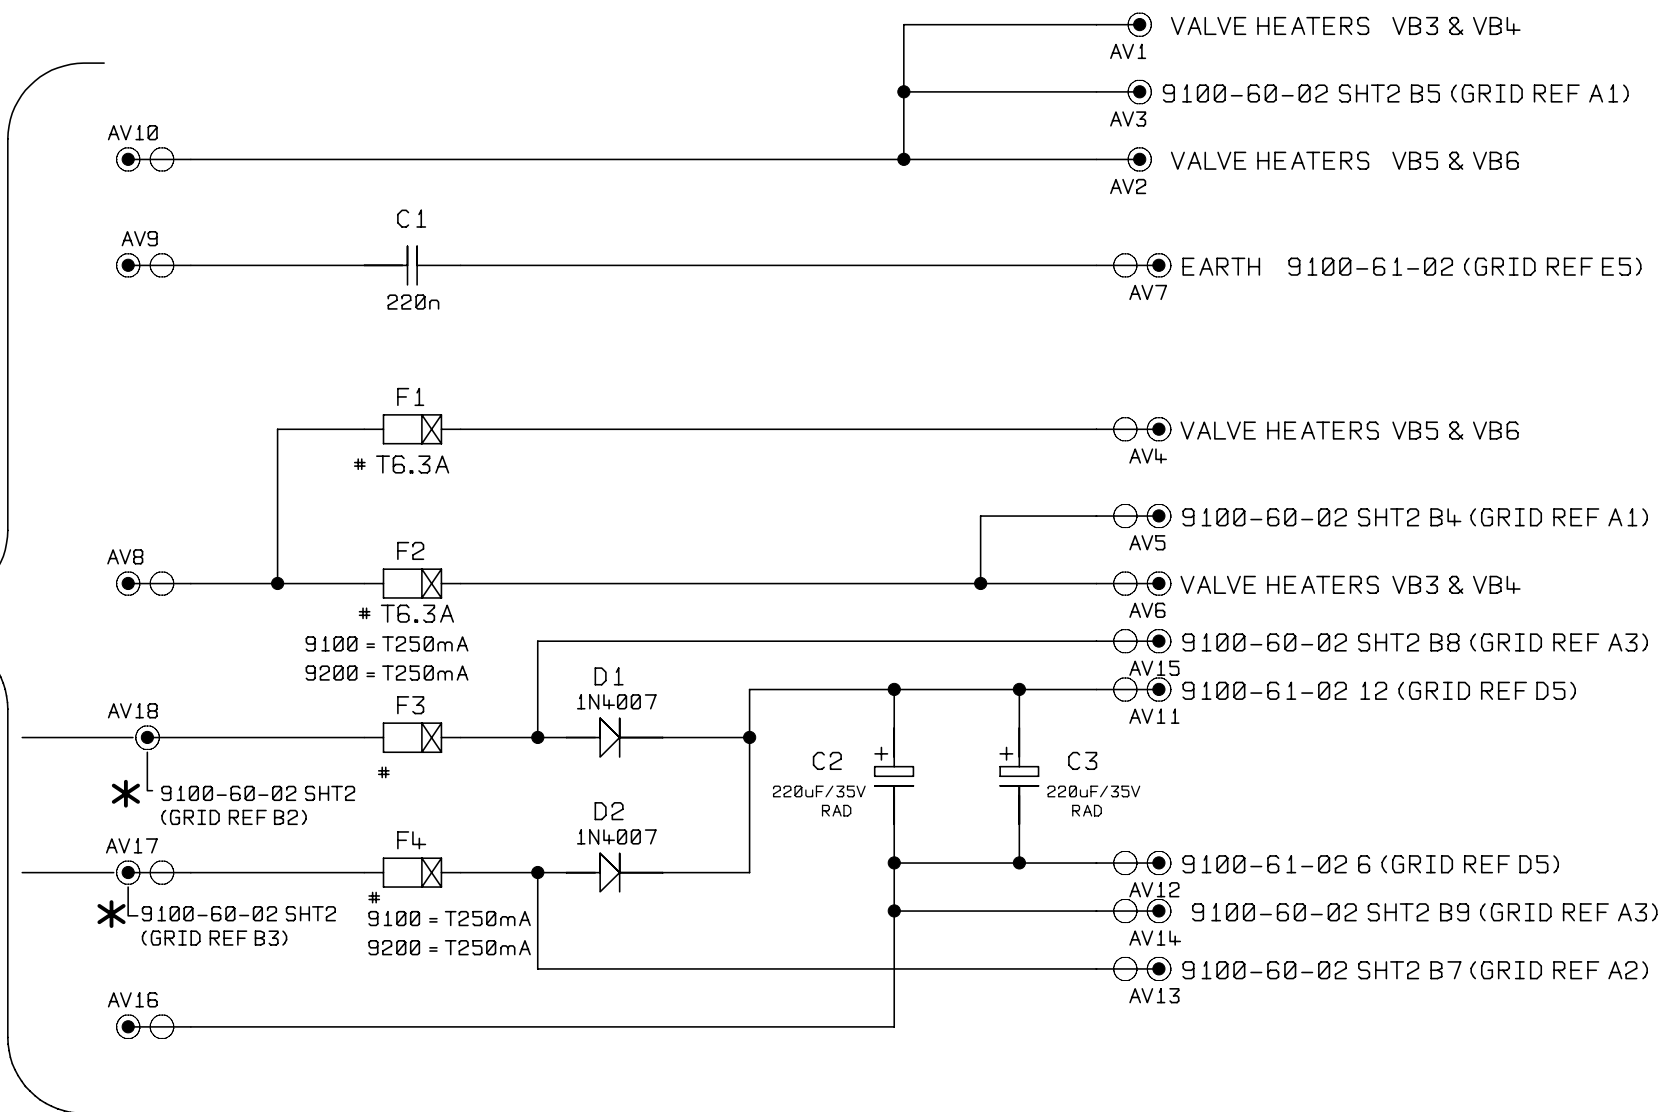 VALVE HEATERS VB3 & VB4
AV1
9100-60-02 SHT2 B5 (GRID REF A1)
AV3
AV10
VALVE HEATERS VB5 & VB6
AV2
C1
AV9
EARTH 9100-61-02 (GRID REF E5)
AV7
220n
F1
VALVE HEATERS VB5 & VB6
AV4
# T6.3A
9100-60-02 SHT2 B4 (GRID REF A1)
AV5
AV8
F2
VALVE HEATERS VB3 & VB4
AV6
# T6.3A
9100 = T250mA
9200 = T250mA
9100-60-02 SHT2 B8 (GRID REF A3)
AV15
D1
1N4007
9100-61-02 12 (GRID REF D5)
AV11
AV18
F3
#
C2
220uF/35V
RAD
+
+
C3
220uF/35V
RAD
* 9100-60-02 SHT2
(GRID REF B2)
D2
1N4007
AV17
F4
9100-61-02 6 (GRID REF D5)
AV12
#
9100 = T250mA
9200 = T250mA
* 9100-60-02 SHT2
(GRID REF B3)
9100-60-02 SHT2 B9 (GRID REF A3)
AV14
9100-60-02 SHT2 B7 (GRID REF A2)
AV13
AV16